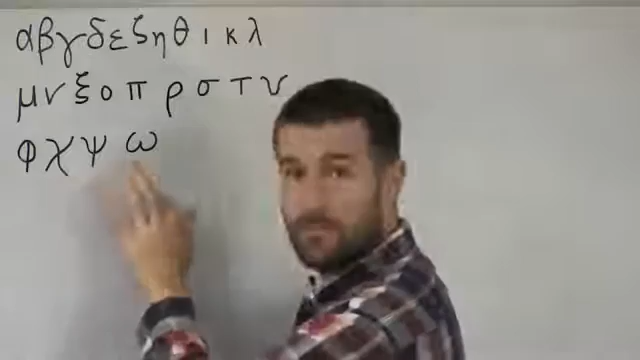 αβγδεζηθικλ
μνξοπρστυ
φχψω